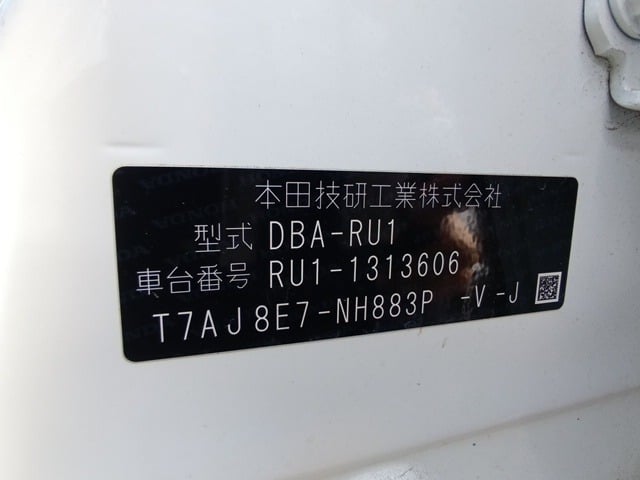 本田技研工業株式会社
型式 DBA-RU1
車台番号 RU1-1313606
T7AJ8E7-NH883P -V -J